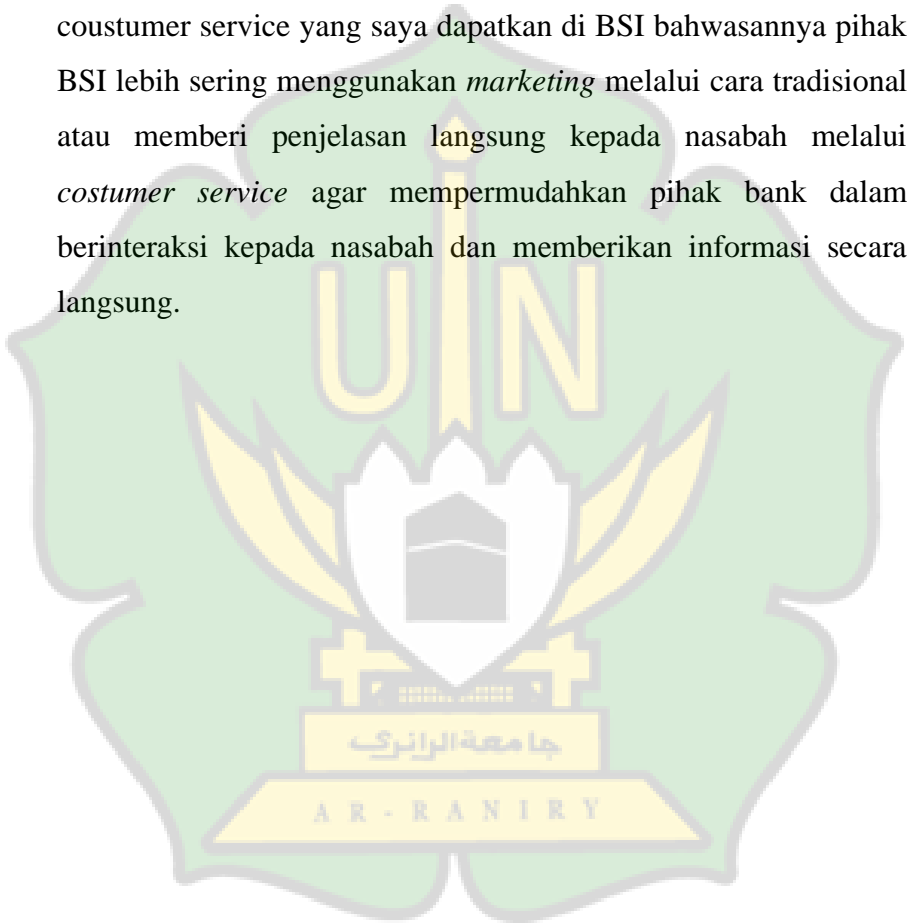 coustumer service yang saya dapatkan di BSI bahwasannya pihak
BSI lebih sering menggunakan marketing melalui cara tradisional
atau memberi penjelasan langsung kepada nasabah melalui
costumer service agar mempermudahkan pihak bank dalam
berinteraksi kepada nasabah dan memberikan informasi secara
langsung.
UIN
جامعة الرانري
AR-RANIRY